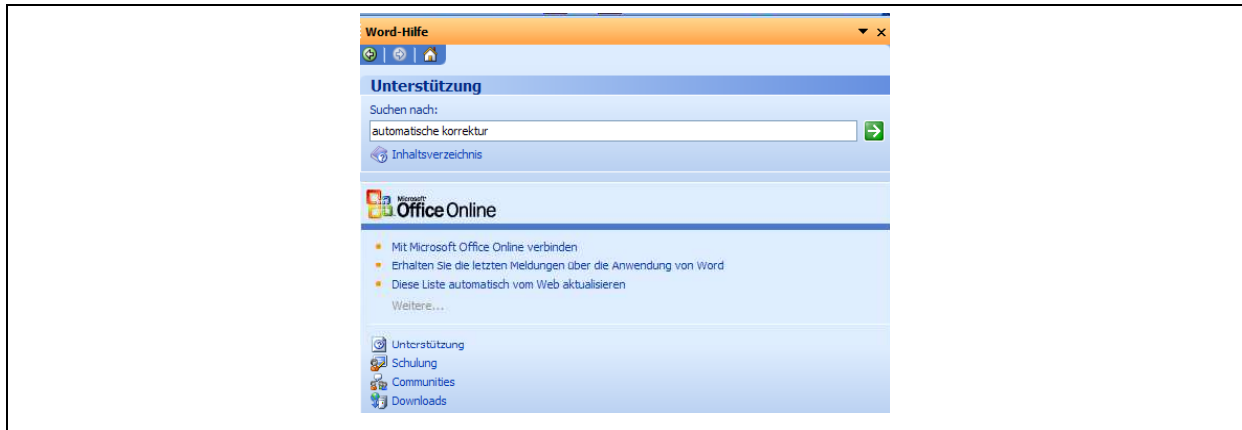 Word-Hilfe
Unterstützung
Suchen nach:
automatische korrektur
Inhaltsverzeichnis
Microsoft
Office Online
Mit Microsoft Office Online verbinden
Erhalten Sie die letzten Meldungen über die Anwendung von Word
Diese Liste automatisch vom Web aktualisieren
Weitere...
Unterstützung
Schulung
Communities
Downloads